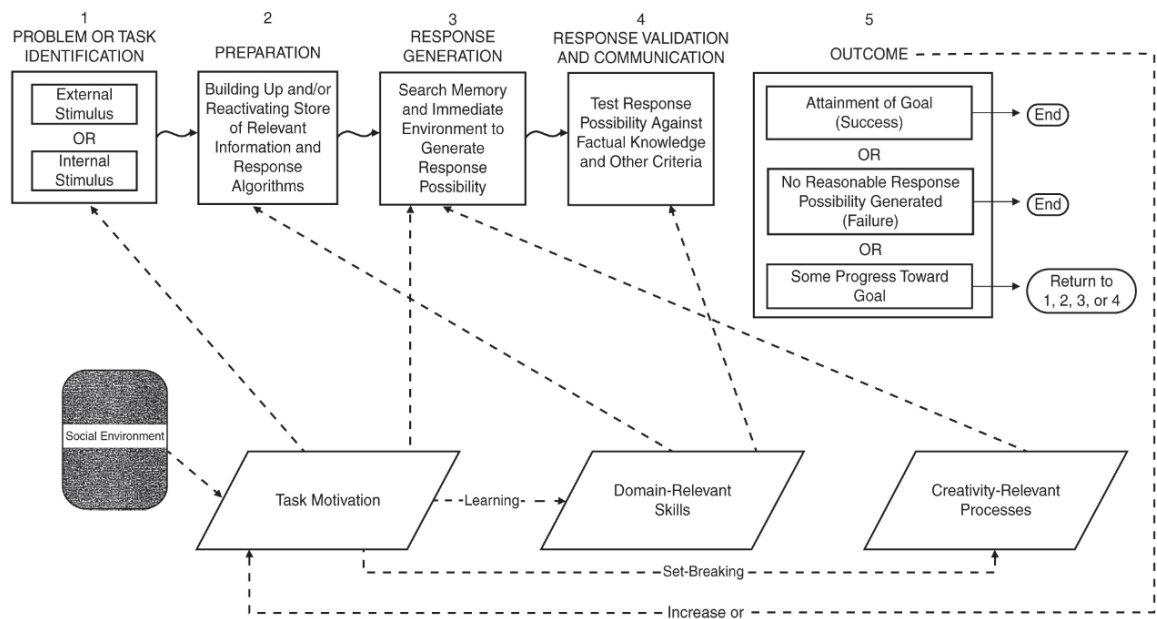 1
PROBLEM OR TASK
IDENTIFICATION
External
Stimulus
OR
Internal
Stimulus
2
PREPARATION
Building Up and/or
Reactivating Store
of Relevant
Information and
Response
Algorithms
3
RESPONSE
GENERATION
Search Memory
and Immediate
Environment to
Generate
Response
Possibility
4
RESPONSE VALIDATION
AND COMMUNICATION
Test Response
Possibility Against
Factual Knowledge
and Other Criteria
5
OUTCOME
Attainment of Goal
(Success)
End
OR
No Reasonable Response
Possibility Generated
(Failure)
End
OR
Some Progress Toward
Goal
Return to
1, 2, 3, or 4
Social Environment
Task Motivation
Learning
Domain-Relevant
Skills
Creativity-Relevant
Processes
Set-Breaking
Increase or